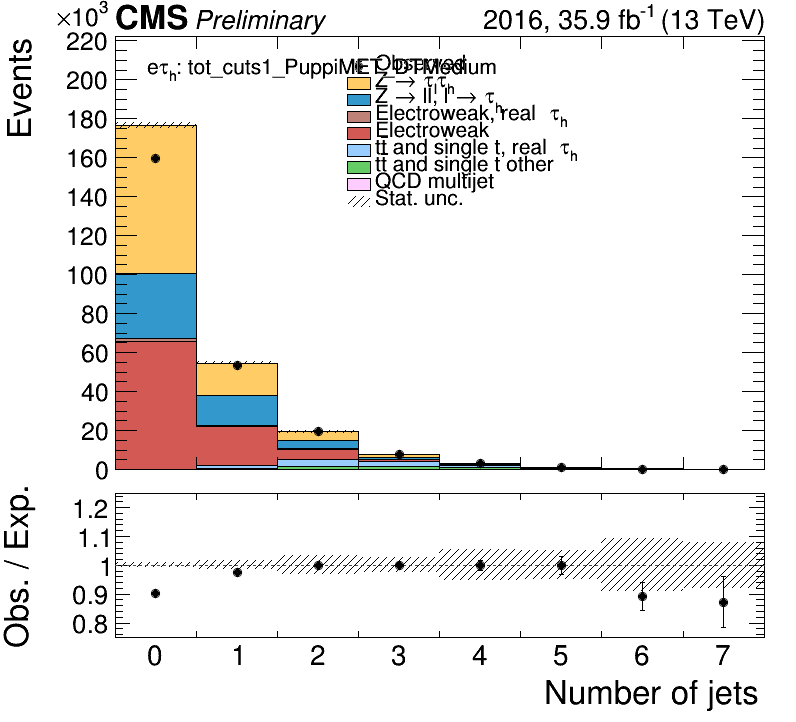 ×10³ CMS Preliminary 2016, 35.9 fb⁻¹ (13 TeV)
Events
220
200
180
160
140
120
100
80
60
40
20
0
eτₕ: tot_cuts1_PuppiMET_DTMedium
Observed
Z → τₗτₕ
Z → ll, l → τₕ
Electroweak, real τₕ
Electroweak
tt̄ and single t, real τₕ
tt̄ and single t other
QCD multijet
Stat. unc.
Obs. / Exp.
1.2
1.1
1
0.9
0.8
0 1 2 3 4 5 6 7
Number of jets